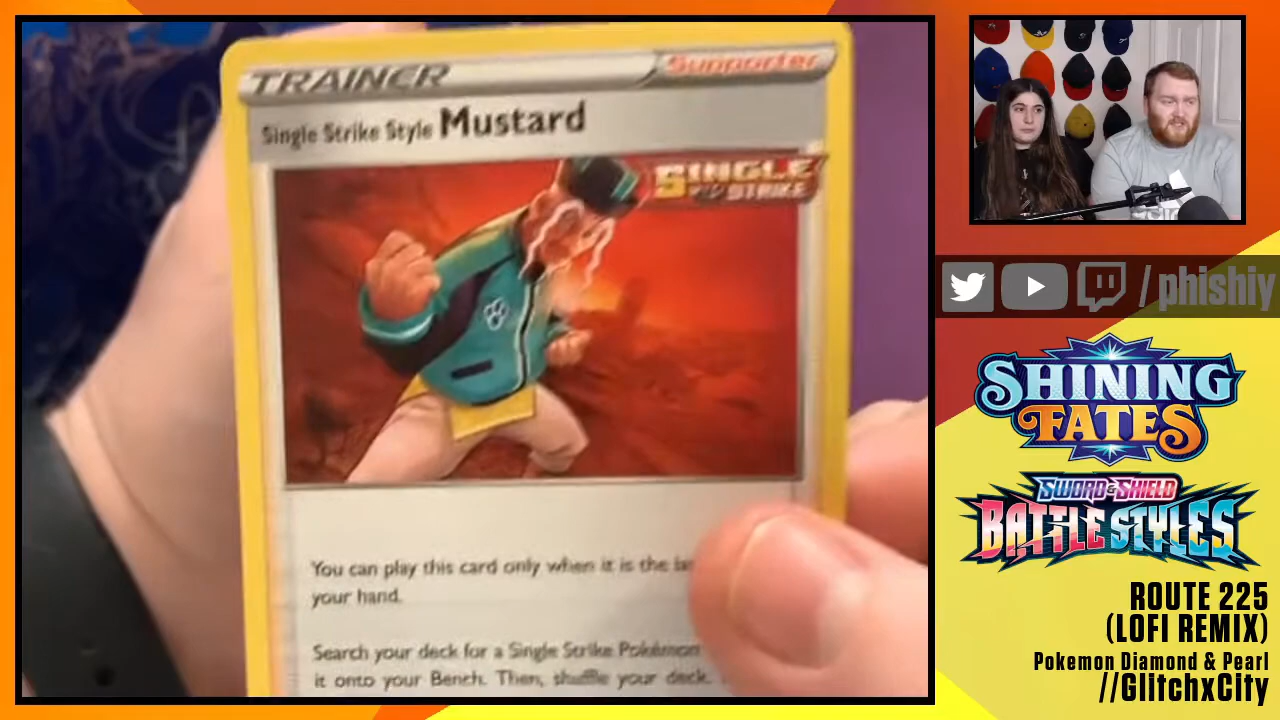 TRAINER
Supporter
Single Strike Style Mustard
SINGLE
STRIKE
You can play this card only when it is the
your hand.
Search your deck for a Single Strike Pokémon
it onto your Bench. Then, shuffle your deck.
/phishiy
SHINING
FATES
SWORD & SHIELD
BATTLE STYLES
ROUTE 225
(LOFI REMIX)
Pokemon Diamond & Pearl
//GlitchxCity